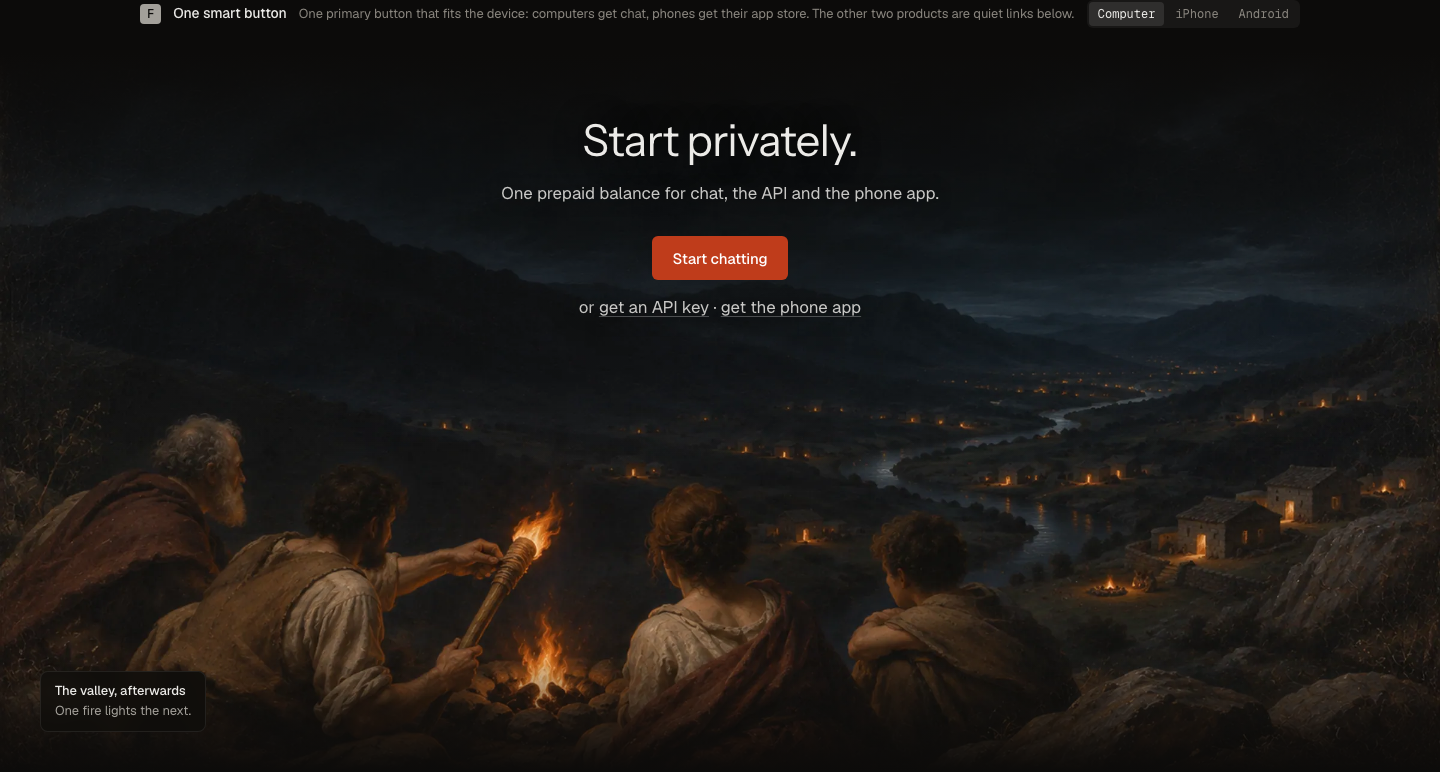 F One smart button One primary button that fits the device: computers get chat, phones get their app store. The other two products are quiet links below. Computer iPhone Android
Start privately.
One prepaid balance for chat, the API and the phone app.
Start chatting
or get an API key · get the phone app
The valley, afterwards
One fire lights the next.